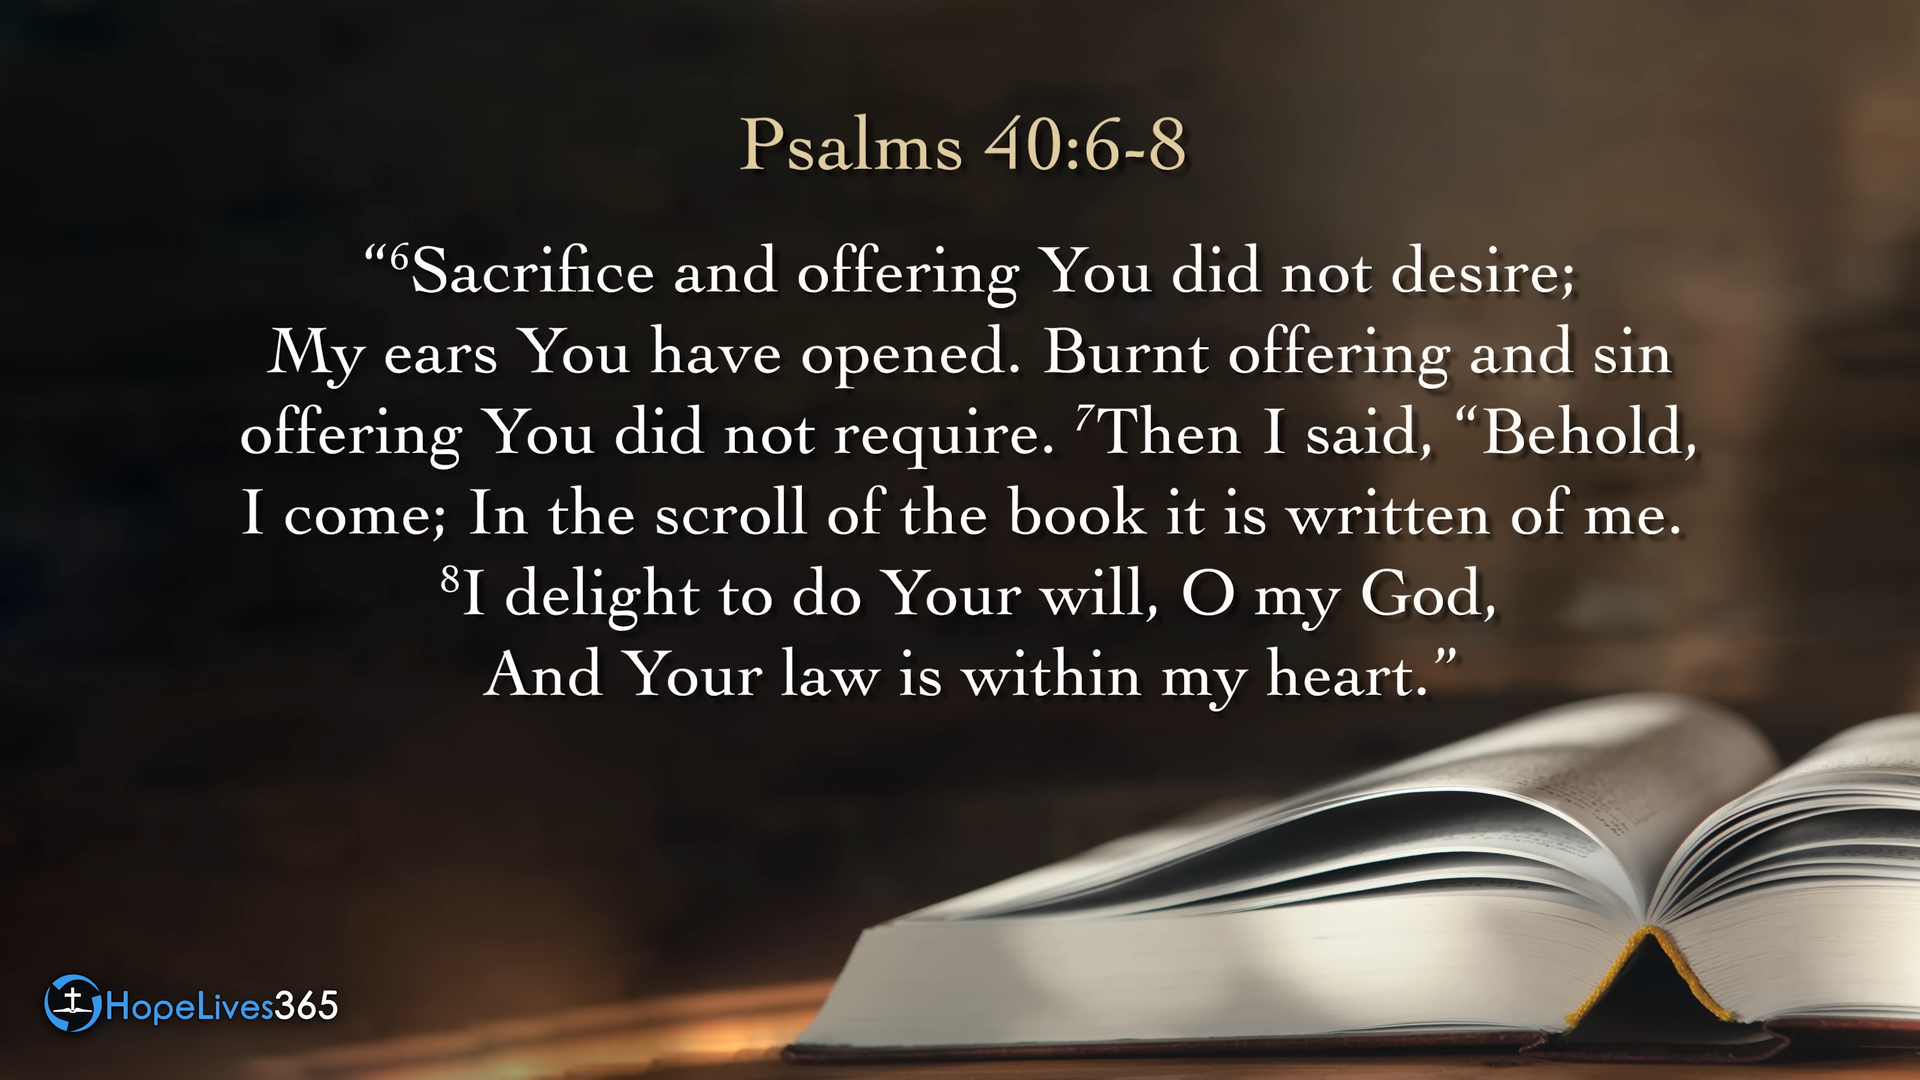 Psalms 40:6-8
“⁶Sacrifice and offering You did not desire;
My ears You have opened. Burnt offering and sin
offering You did not require. ⁷Then I said, “Behold,
I come; In the scroll of the book it is written of me.
⁸I delight to do Your will, O my God,
And Your law is within my heart.”
HopeLives365